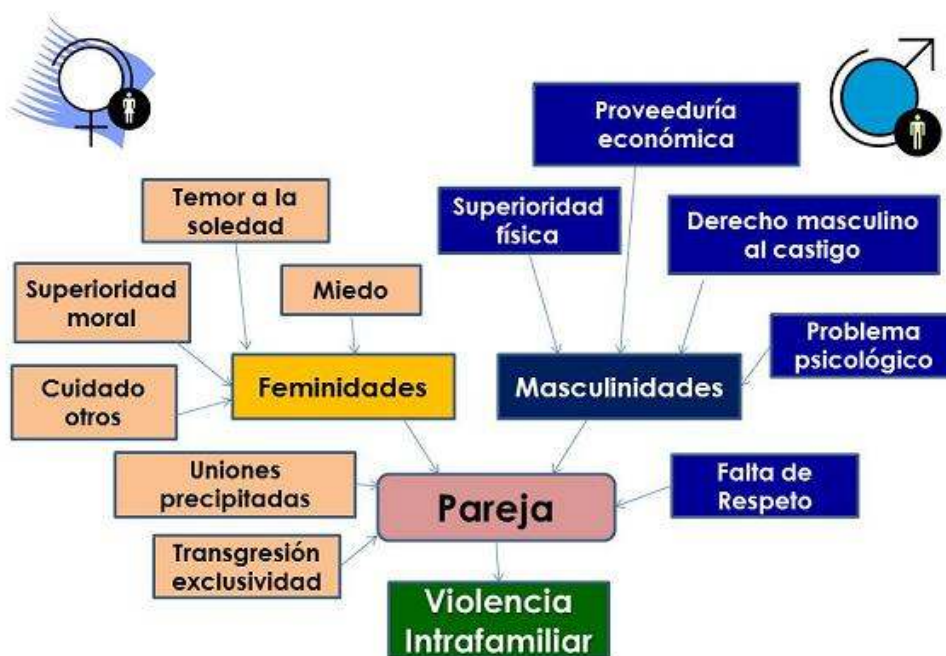 Proveeduría
económica
Temor a la
soledad
Superioridad
física
Derecho masculino
al castigo
Superioridad
moral
Miedo
Problema
psicológico
Cuidado
otros
Feminidades
Masculinidades
Uniones
precipitadas
Pareja
Falta de
Respeto
Transgresión
exclusividad
Violencia
Intrafamiliar